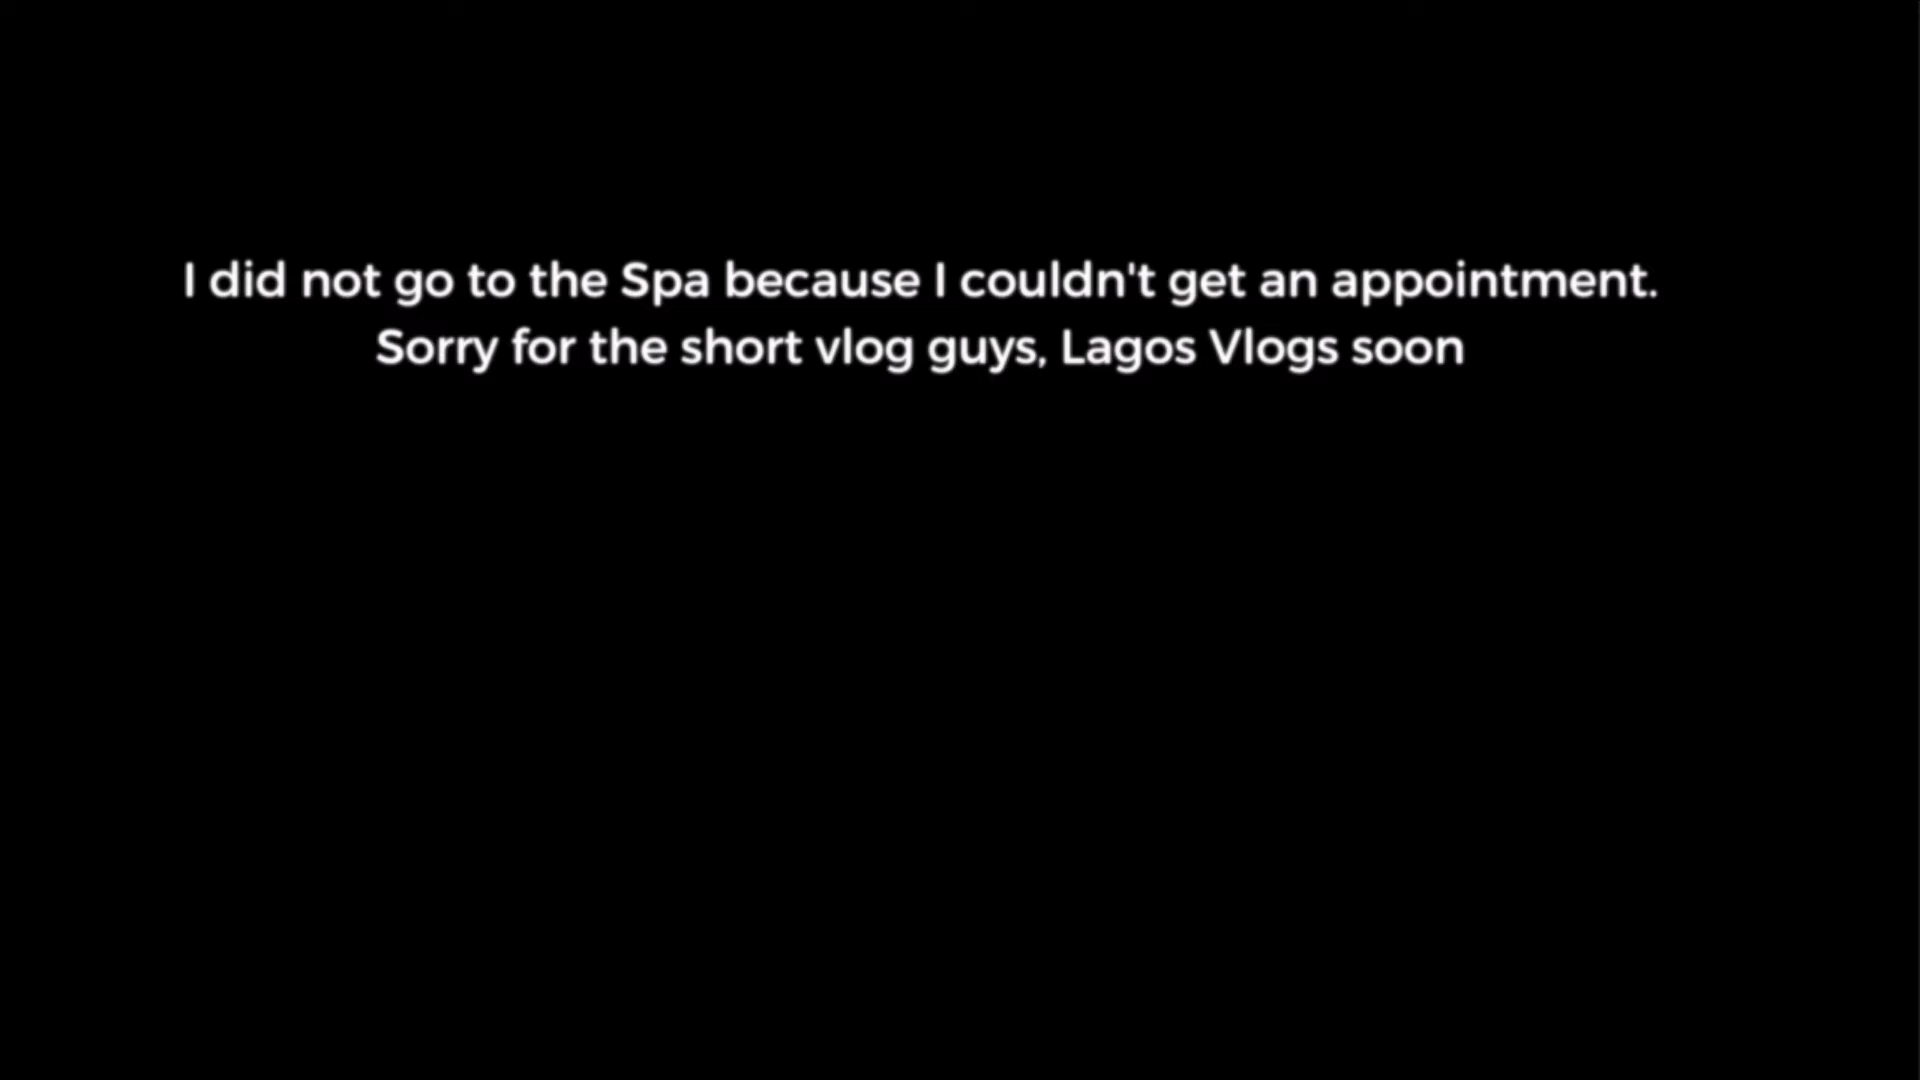 I did not go to the Spa because I couldn't get an appointment.
Sorry for the short vlog guys, Lagos Vlogs soon